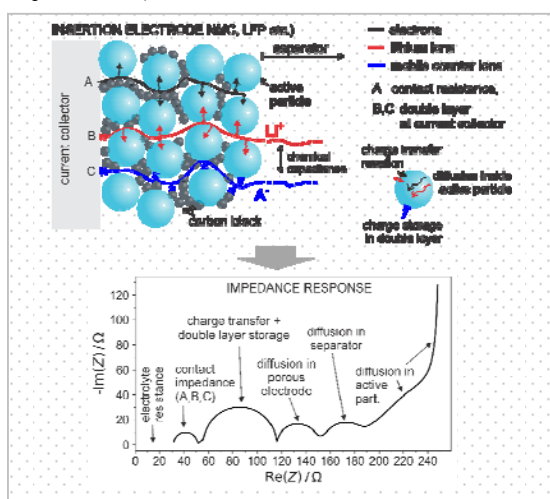 INSERTION ELECTRODE NMC, LFP etc.)
separator
electrons
lithium ions
mobile counter ions
A contact resistance,
B,C double layer
at current collector
current collector
A
B
C
active
particle
Li⁺
chemical
capacitance
A⁻
carbon black
charge transfer
reaction
diffusion inside
active particle
charge storage
in double layer
IMPEDANCE RESPONSE
-Im(Z) / Ω
120
100
80
60
40
20
0
electrolyte
resistance
contact
impedance
(A,B,C)
charge transfer +
double layer storage
diffusion in
porous
electrode
diffusion in
separator
diffusion in
active
part.
0 20 40 60 80 100 120 140 160 180 200 220 240
Re(Z) / Ω